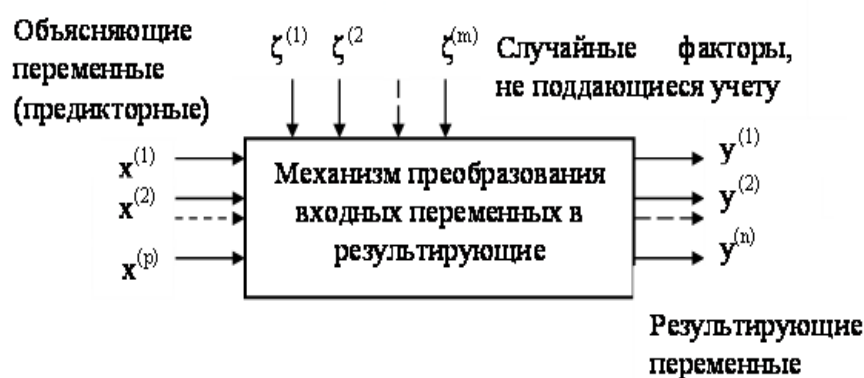 Объясняющие
переменные
(предикторные)
ζ⁽¹⁾ ζ⁽² ζ⁽ᵐ⁾
Случайные факторы,
не поддающиеся учету
x⁽¹⁾
x⁽²⁾
x⁽ᵖ⁾
Механизм преобразования
входных переменных в
результирующие
y⁽¹⁾
y⁽²⁾
y⁽ⁿ⁾
Результирующие
переменные